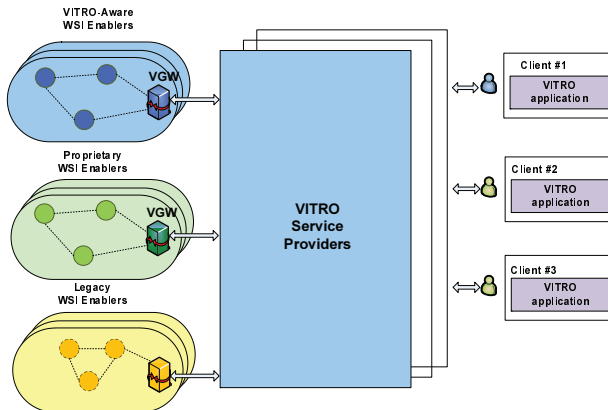 VITRO-Aware
WSI Enablers
VGW
Proprietary
WSI Enablers
VGW
Legacy
WSI Enablers
VITRO
Service
Providers
Client #1
VITRO
application
Client #2
VITRO
application
Client #3
VITRO
application